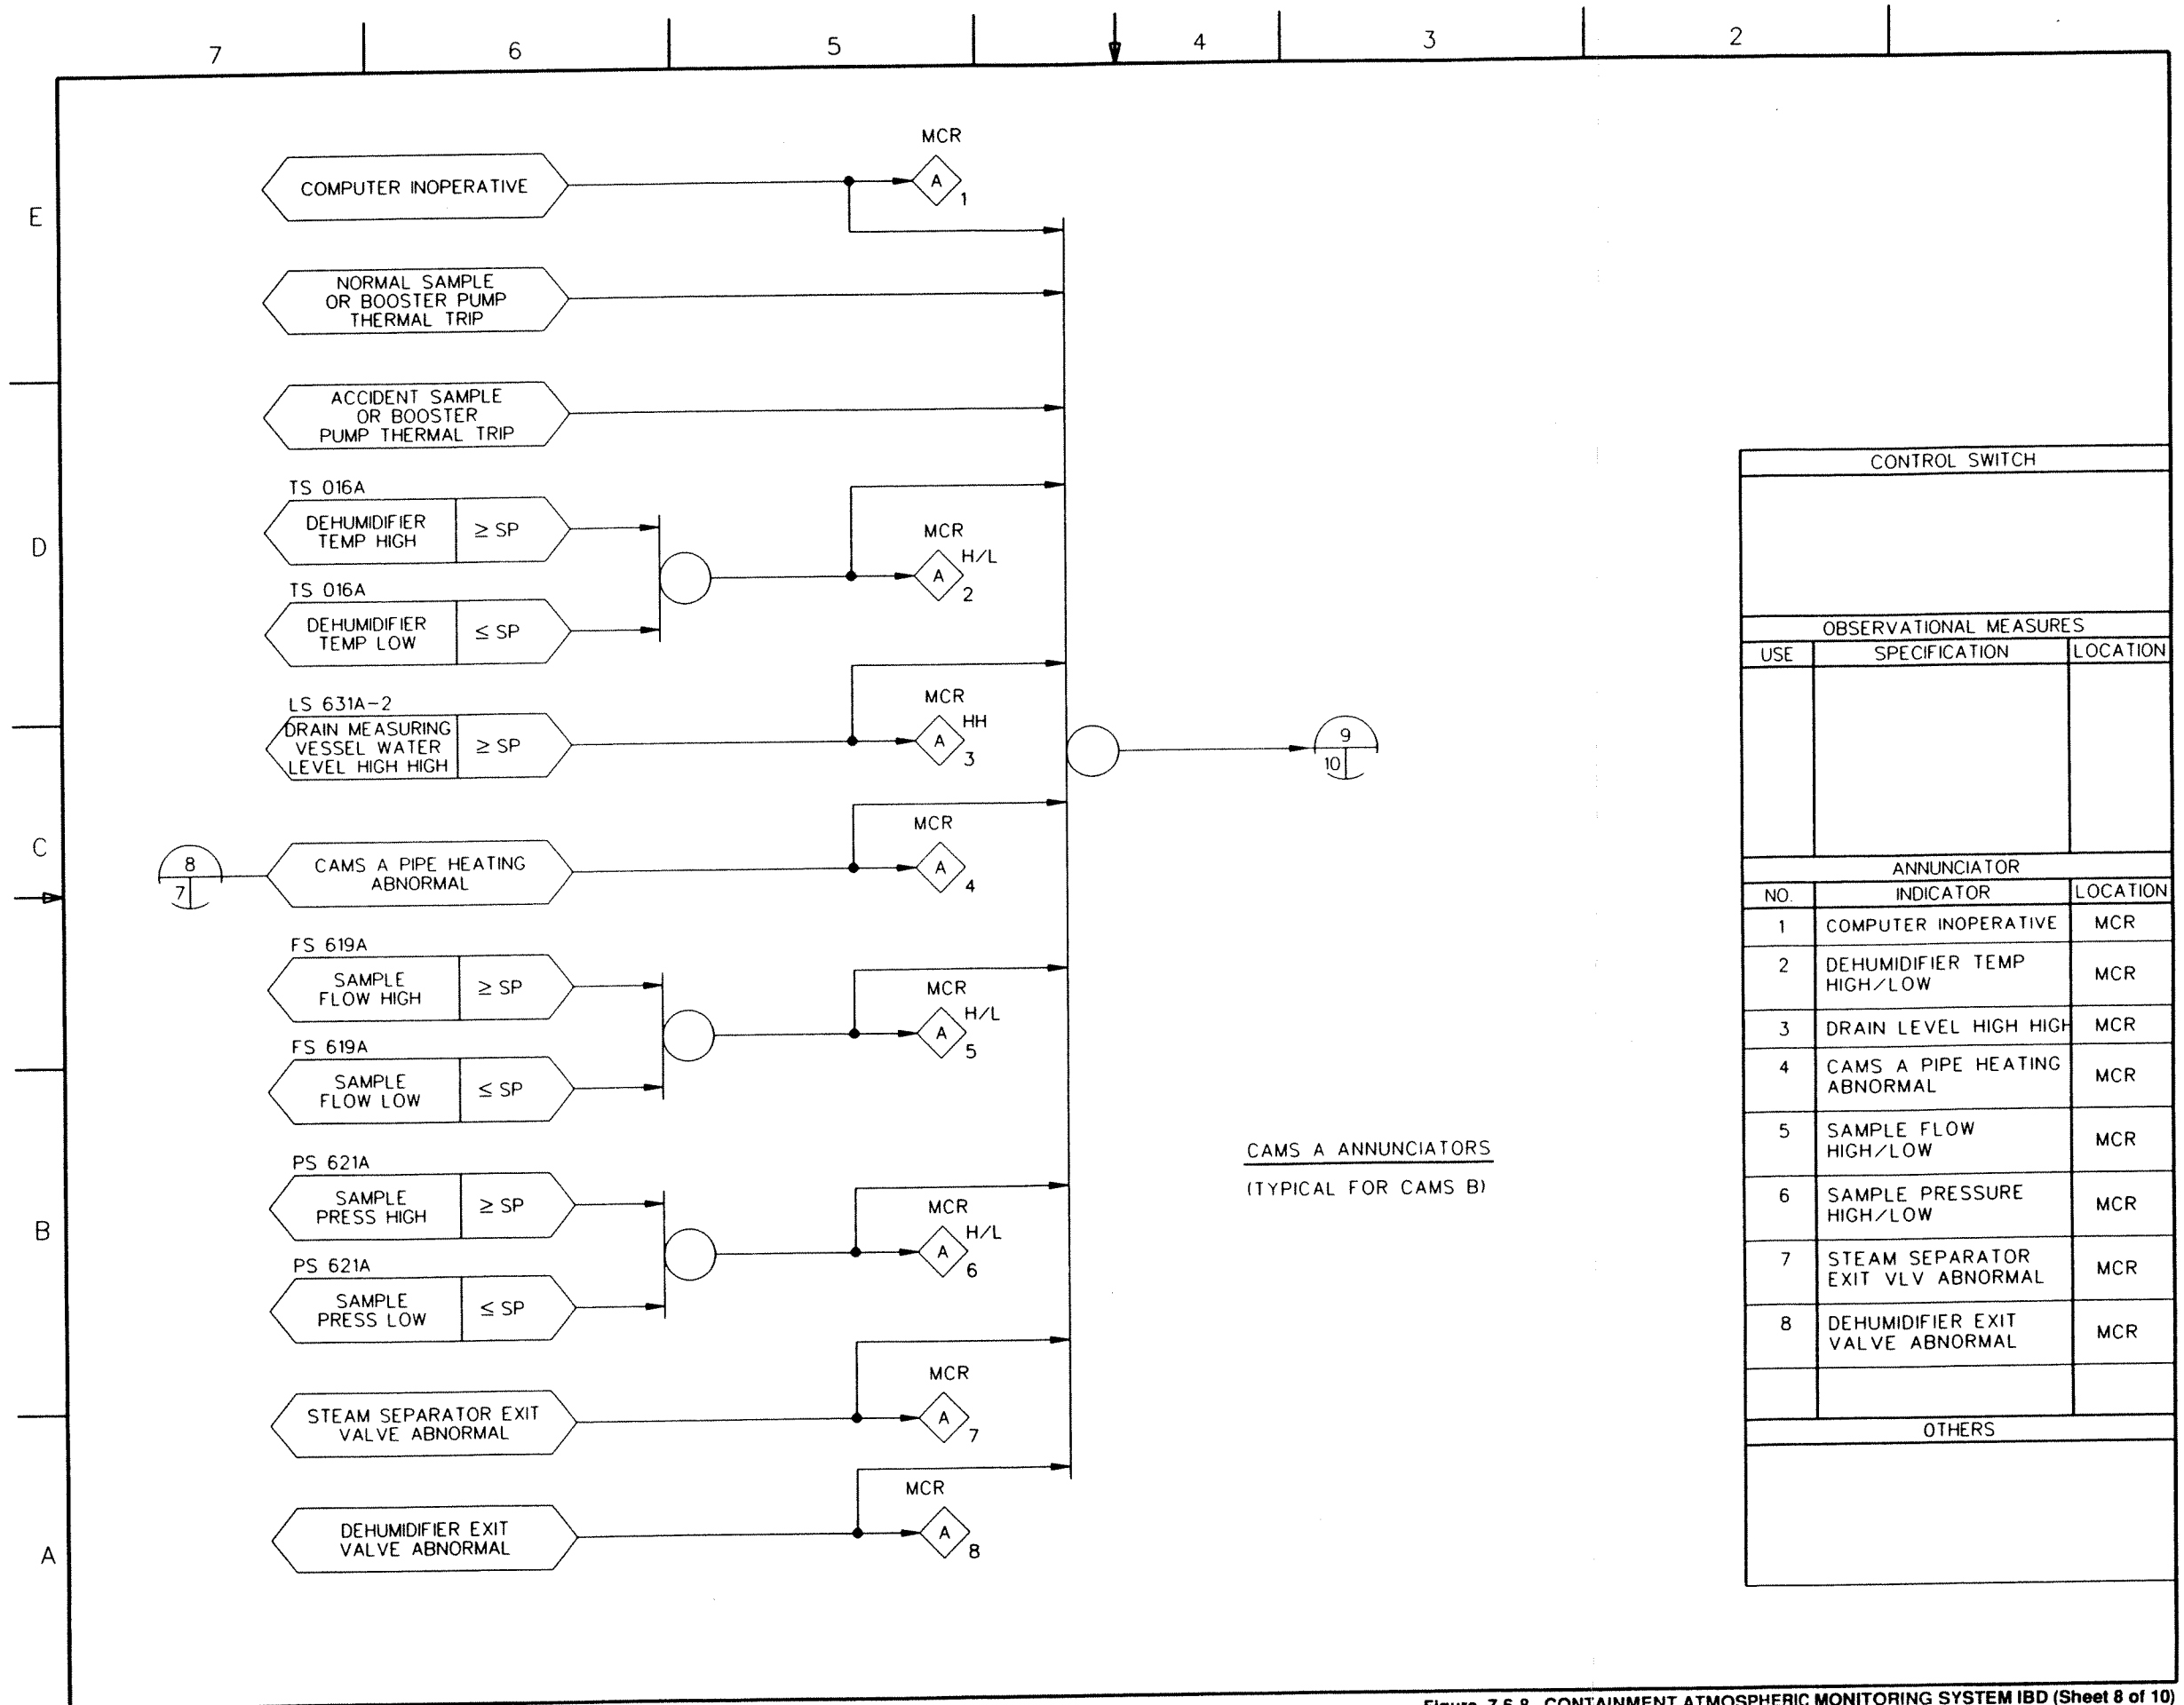 7 6 5 4 3 2
E
D
C
B
A
MCR
COMPUTER INOPERATIVE
A
1
NORMAL SAMPLE
OR BOOSTER PUMP
THERMAL TRIP
ACCIDENT SAMPLE
OR BOOSTER
PUMP THERMAL TRIP
TS 016A
DEHUMIDIFIER
TEMP HIGH
≥ SP
TS 016A
DEHUMIDIFIER
TEMP LOW
≤ SP
MCR
H/L
A
2
LS 631A-2
DRAIN MEASURING
VESSEL WATER
LEVEL HIGH HIGH
≥ SP
MCR
HH
A
3
9
10
8
7
CAMS A PIPE HEATING
ABNORMAL
MCR
A
4
FS 619A
SAMPLE
FLOW HIGH
≥ SP
FS 619A
SAMPLE
FLOW LOW
≤ SP
MCR
H/L
A
5
PS 621A
SAMPLE
PRESS HIGH
≥ SP
PS 621A
SAMPLE
PRESS LOW
≤ SP
MCR
H/L
A
6
STEAM SEPARATOR EXIT
VALVE ABNORMAL
MCR
A
7
DEHUMIDIFIER EXIT
VALVE ABNORMAL
MCR
A
8
CAMS A ANNUNCIATORS
(TYPICAL FOR CAMS B)
CONTROL SWITCH
OBSERVATIONAL MEASURES
USE SPECIFICATION LOCATION
ANNUNCIATOR
NO. INDICATOR LOCATION
1 COMPUTER INOPERATIVE MCR
2 DEHUMIDIFIER TEMP
HIGH/LOW MCR
3 DRAIN LEVEL HIGH HIGH MCR
4 CAMS A PIPE HEATING
ABNORMAL MCR
5 SAMPLE FLOW
HIGH/LOW MCR
6 SAMPLE PRESSURE
HIGH/LOW MCR
7 STEAM SEPARATOR
EXIT VLV ABNORMAL MCR
8 DEHUMIDIFIER EXIT
VALVE ABNORMAL MCR
OTHERS
Figure 7.6-8 CONTAINMENT ATMOSPHERIC MONITORING SYSTEM IBD (Sheet 8 of 10)